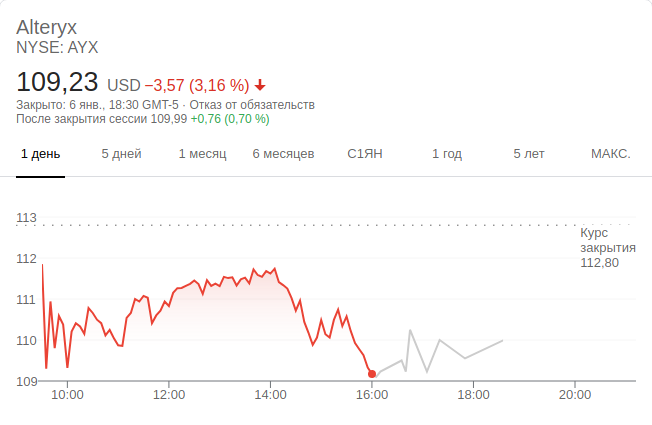 Alteryx
NYSE: AYX
109,23 USD −3,57 (3,16 %)
Закрыто: 6 янв., 18:30 GMT-5 · Отказ от обязательств
После закрытия сессии 109,99 +0,76 (0,70 %)
1 день 5 дней 1 месяц 6 месяцев С1ЯН 1 год 5 лет МАКС.
113
Курс
закрытия
112,80
112
111
110
109
10:00 12:00 14:00 16:00 18:00 20:00